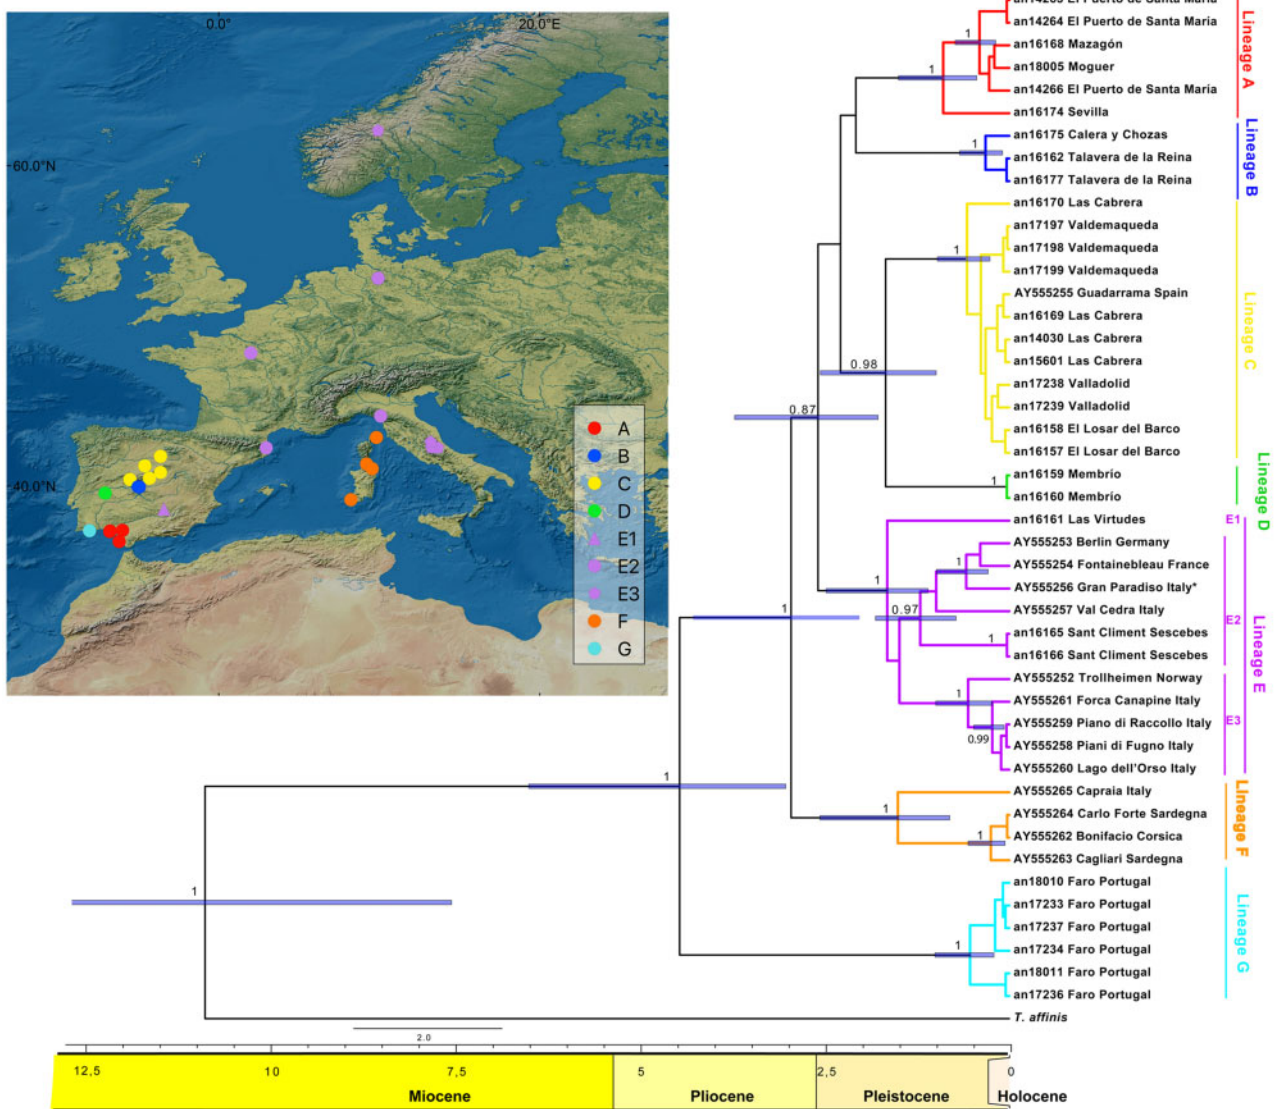 0.0°
20.0°E
60.0°N
40.0°N
A
B
C
D
E1
E2
E3
F
G
an14265 El Puerto de Santa María
an14264 El Puerto de Santa María
an16168 Mazagón
an18005 Moguer
an14266 El Puerto de Santa María
an16174 Sevilla
an16175 Calera y Chozas
an16162 Talavera de la Reina
an16177 Talavera de la Reina
an16170 Las Cabrera
an17197 Valdemaqueda
an17198 Valdemaqueda
an17199 Valdemaqueda
AY555255 Guadarrama Spain
an16169 Las Cabrera
an14030 Las Cabrera
an15601 Las Cabrera
an17238 Valladolid
an17239 Valladolid
an16158 El Losar del Barco
an16157 El Losar del Barco
an16159 Membrío
an16160 Membrío
an16161 Las Virtudes
AY555253 Berlin Germany
AY555254 Fontainebleau France
AY555256 Gran Paradiso Italy*
AY555257 Val Cedra Italy
an16165 Sant Climent Sescebes
an16166 Sant Climent Sescebes
AY555252 Trollheimen Norway
AY555261 Forca Canapine Italy
AY555259 Piano di Raccollo Italy
AY555258 Piani di Fugno Italy
AY555260 Lago dell'Orso Italy
AY555265 Capraia Italy
AY555264 Carlo Forte Sardegna
AY555262 Bonifacio Corsica
AY555263 Cagliari Sardegna
an18010 Faro Portugal
an17233 Faro Portugal
an17237 Faro Portugal
an17234 Faro Portugal
an18011 Faro Portugal
an17236 Faro Portugal
T. affinis
Lineage A
Lineage B
Lineage C
Lineage D
E1
E2
E3
Lineage E
Lineage F
Lineage G
1
1
1
1
0.98
1
0.87
1
1
0.97
1
1
0.99
1
1
1
1
1
1
2.0
12,5
10
7,5
5
2,5
0
Miocene
Pliocene
Pleistocene
Holocene